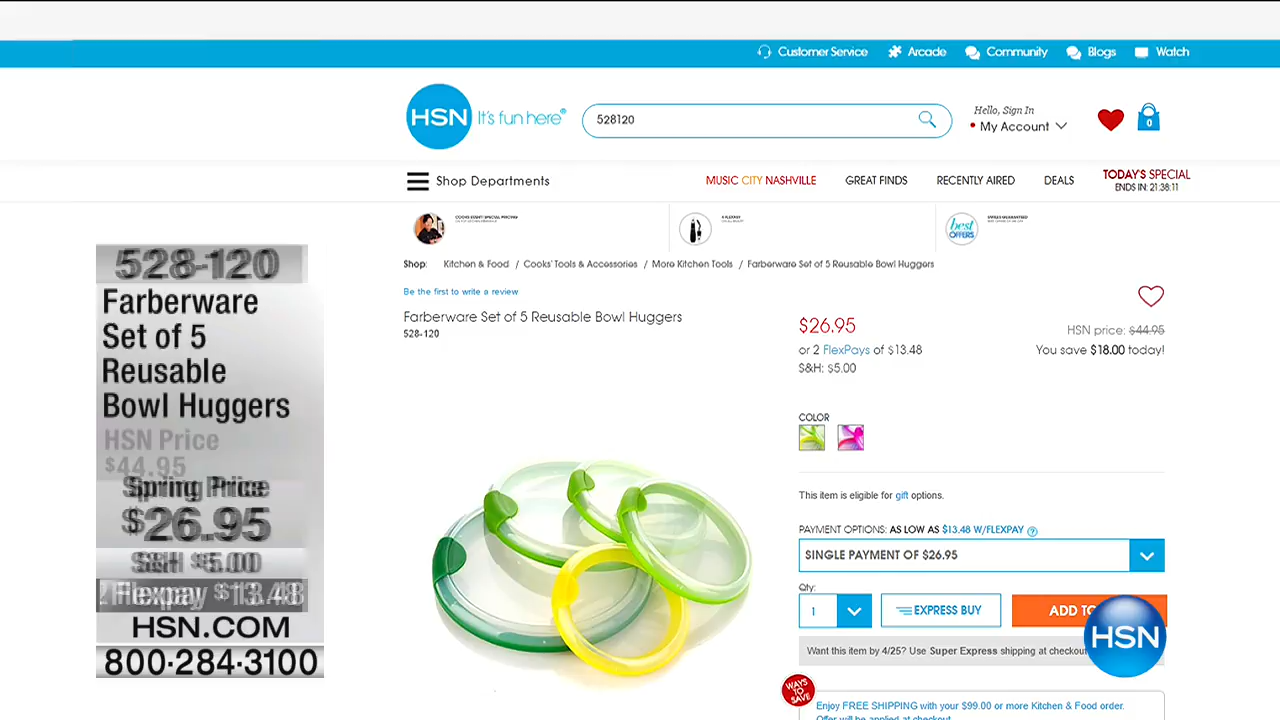 Customer Service Arcade Community Blogs Watch
HSN It's fun here®
528120
Hello, Sign In
My Account
0
Shop Departments
MUSIC CITY NASHVILLE GREAT FINDS RECENTLY AIRED DEALS
TODAY'S SPECIAL
ENDS IN: 21:38:11
best
OFFERS
Shop: Kitchen & Food / Cooks' Tools & Accessories / More Kitchen Tools / Farberware Set of 5 Reusable Bowl Huggers
Be the first to write a review
Farberware Set of 5 Reusable Bowl Huggers
528-120
$26.95
HSN price: $44.95
or 2 FlexPays of $13.48
You save $18.00 today!
S&H: $5.00
COLOR
This item is eligible for gift options.
PAYMENT OPTIONS: AS LOW AS $13.48 W/FLEXPAY ?
SINGLE PAYMENT OF $26.95
Qty:
1
EXPRESS BUY
ADD TO
Want this item by 4/25? Use Super Express shipping at checkout
HSN
WAYS TO SAVE
Enjoy FREE SHIPPING with your $99.00 or more Kitchen & Food order.
Offer will be applied at checkout.
528-120
Farberware
Set of 5
Reusable
Bowl Huggers
HSN Price
$44.95
Spring Price
$26.95
S&H $5.00
2 Flexpay $13.48
HSN.COM
800·284·3100